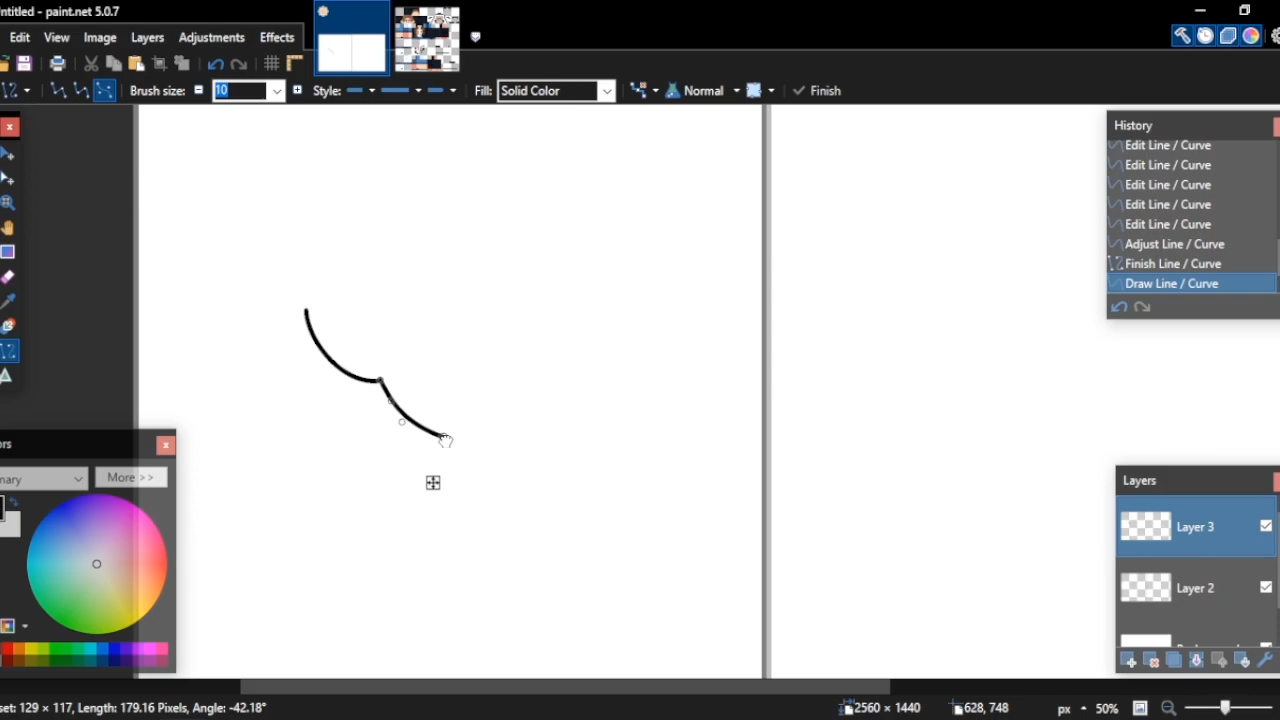 ntitled - paint.net 5.0.7
Edit View Image Layers Adjustments Effects
Brush size: 10 Style: Fill: Solid Color Normal Finish
History
Edit Line / Curve
Edit Line / Curve
Edit Line / Curve
Edit Line / Curve
Edit Line / Curve
Adjust Line / Curve
Finish Line / Curve
Draw Line / Curve
ors
mary More >>
Layers
Layer 3
Layer 2
set: 129 × 117, Length: 179.16 Pixels, Angle: -42.18° 2560 × 1440 628, 748 px 50%